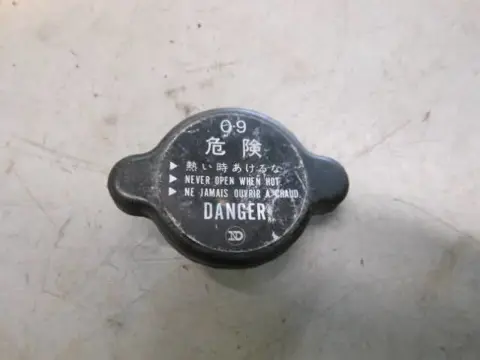 0.9
危険
▶ 熱い時あけるな
▶ NEVER OPEN WHEN HOT
▶ NE JAMAIS OUVRIR A CHAUD
DANGER
ND